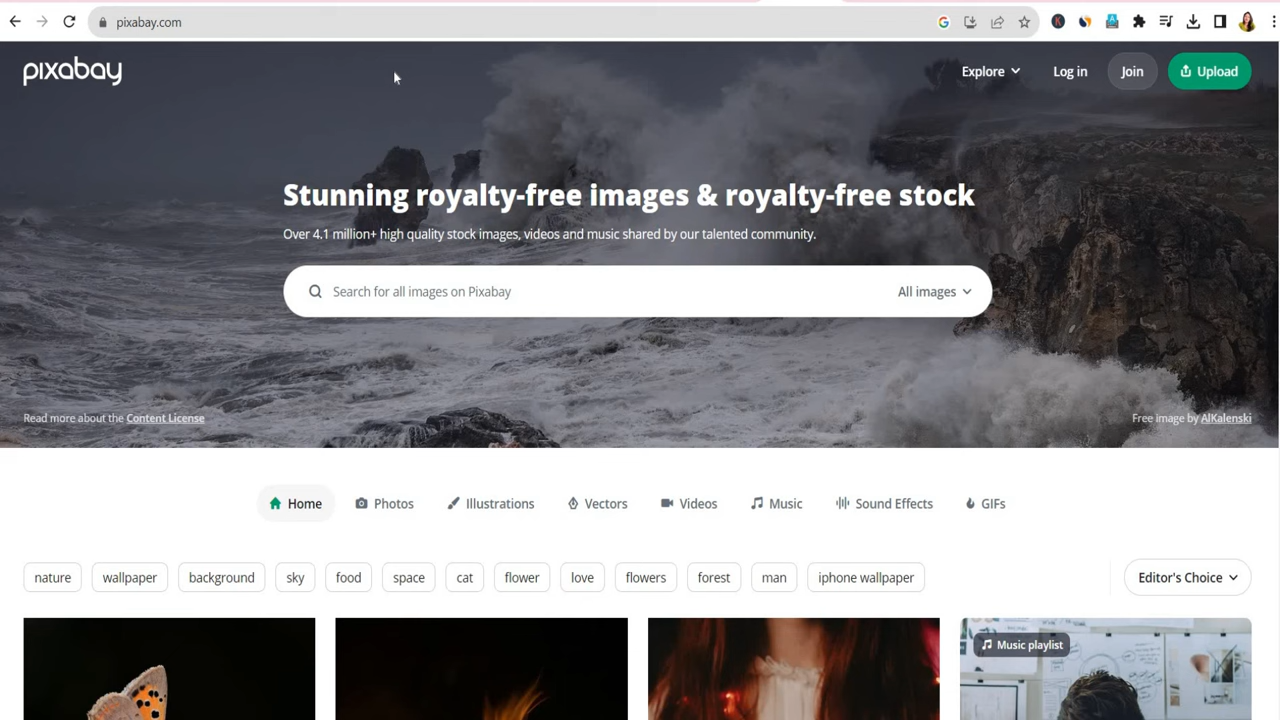 pixabay.com
pixabay
Explore
Log in
Join
Upload
Stunning royalty-free images & royalty-free stock
Over 4.1 million+ high quality stock images, videos and music shared by our talented community.
Search for all images on Pixabay
All images
Read more about the Content License
Free image by AlKalenski
Home
Photos
Illustrations
Vectors
Videos
Music
Sound Effects
GIFs
nature
wallpaper
background
sky
food
space
cat
flower
love
flowers
forest
man
iphone wallpaper
Editor's Choice
Music playlist